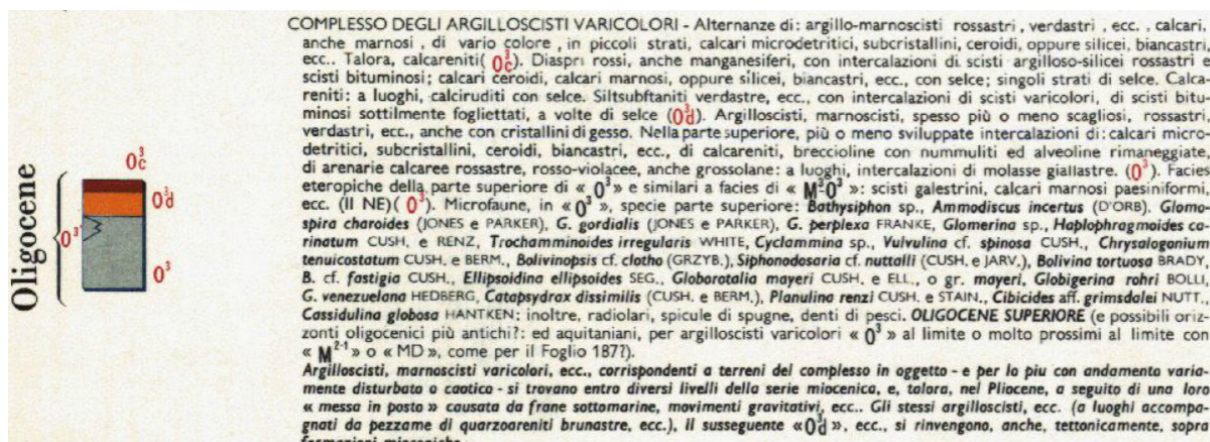 COMPLESSO DEGLI ARGILLOSCISTI VARICOLORI - Alternanze di: argillo-marnoscisti rossastri, verdastri, ecc., calcari,
anche marnosi, di vario colore, in piccoli strati, calcari microdetritici, subcristallini, ceroidi, oppure silicei, biancastri,
ecc.. Talora, calcareniti( O³c). Diaspri rossi, anche manganesiferi, con intercalazioni di scisti argilloso-silicei rossastri e
scisti bituminosi; calcari ceroidi, calcari marnosi, oppure silicei, biancastri, ecc., con selce; singoli strati di selce. Calca-
reniti: a luoghi, calciruditi con selce. Siltsubftaniti verdastre, ecc., con intercalazioni di scisti varicolori, di scisti bitu-
minosi sottilmente fogliettati, a volte di selce (O³d). Argilloscisti, marnoscisti, spesso più o meno scagliosi, rossastri,
verdastri, ecc., anche con cristallini di gesso. Nella parte superiore, più o meno sviluppate intercalazioni di: calcari micro-
detritici, subcristallini, ceroidi, biancastri, ecc., di calcareniti, breccioline con nummuliti ed alveoline rimaneggiate,
di arenarie calcaree rossastre, rosso-violacee, anche grossolane: a luoghi, intercalazioni di molasse giallastre. (O³). Facies
eteropiche della parte superiore di « O³ » e similari a facies di « M²O³ »: scisti galestrini, calcari marnosi paesiniformi,
ecc. (II NE)( O³'). Microfaune, in « O³ », specie parte superiore: Bathysiphon sp., Ammodiscus incertus (D'ORB). Glomo-
spira charoides (JONES e PARKER), G. gordialis (JONES e PARKER), G. perplexa FRANKE, Glomerina sp., Haplophragmoides ca-
rinatum CUSH. e RENZ, Trochamminoides irregularis WHITE, Cyclammina sp., Vulvulina cf. spinosa CUSH., Chrysalogonium
tenuicostatum CUSH. e BERM., Bolivinopsis cf. clotho (GRZYB.), Siphonodosaria cf. nuttalli (CUSH. e JARV.), Bolivina tortuosa BRADY,
B. cf. fastigia CUSH., Ellipsoidina ellipsoides SEG., Globorotalia mayeri CUSH. e ELL., o gr. mayeri, Globigerina rohri BOLLI,
G. venezuelana HEDBERG, Catapsydrax dissimilis (CUSH. e BERM.), Planulina renzi CUSH. e STAIN., Cibicides aff. grimsdalei NUTT.,
Cassidulina globosa HANTKEN: inoltre, radiolari, spicule di spugne, denti di pesci. OLIGOCENE SUPERIORE (e possibili oriz-
zonti oligocenici più antichi?: ed aquitaniani, per argilloscisti varicolori « O³ » al limite o molto prossimi al limite con
« M²⁻¹ » o « MD », come per il Foglio 187?).
Argilloscisti, marnoscisti varicolori, ecc., corrispondenti a terreni del complesso in oggetto - e per lo piu con andamento varia-
mente disturbato o caotico - si trovano entro diversi livelli della serie miocenica, e, talora, nel Pliocene, a seguito di una loro
« messa in posto » causata da frane sottomarine, movimenti gravitativi, ecc.. Gli stessi argilloscisti, ecc. (a luoghi accompa-
gnati da pezzame di quarzoareniti brunastre, ecc.), il susseguente «O³d », ecc., si rinvengono, anche, tettonicamente, sopra
Oligocene
O³c
O³d
O³'
O³